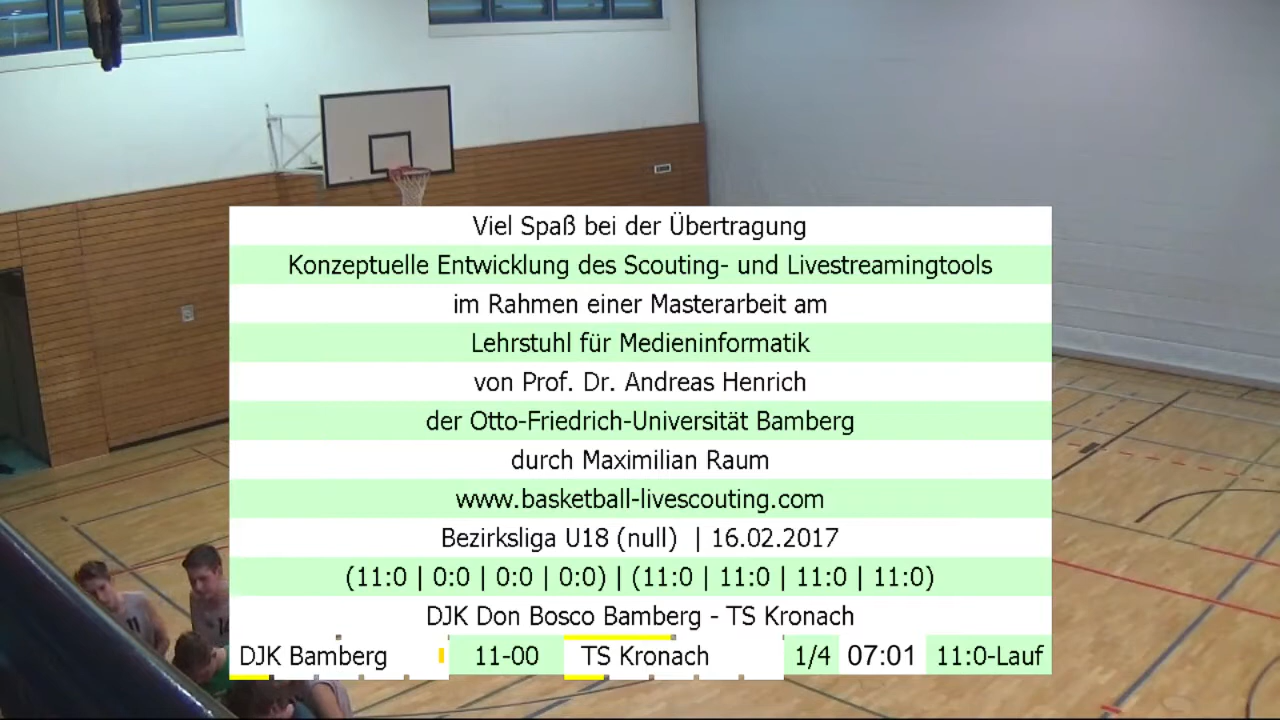 Viel Spaß bei der Übertragung
Konzeptuelle Entwicklung des Scouting- und Livestreamingtools
im Rahmen einer Masterarbeit am
Lehrstuhl für Medieninformatik
von Prof. Dr. Andreas Henrich
der Otto-Friedrich-Universität Bamberg
durch Maximilian Raum
www.basketball-livescouting.com
Bezirksliga U18 (null) | 16.02.2017
(11:0 | 0:0 | 0:0 | 0:0) | (11:0 | 11:0 | 11:0 | 11:0)
DJK Don Bosco Bamberg - TS Kronach
DJK Bamberg 11-00 TS Kronach 1/4 07:01 11:0-Lauf